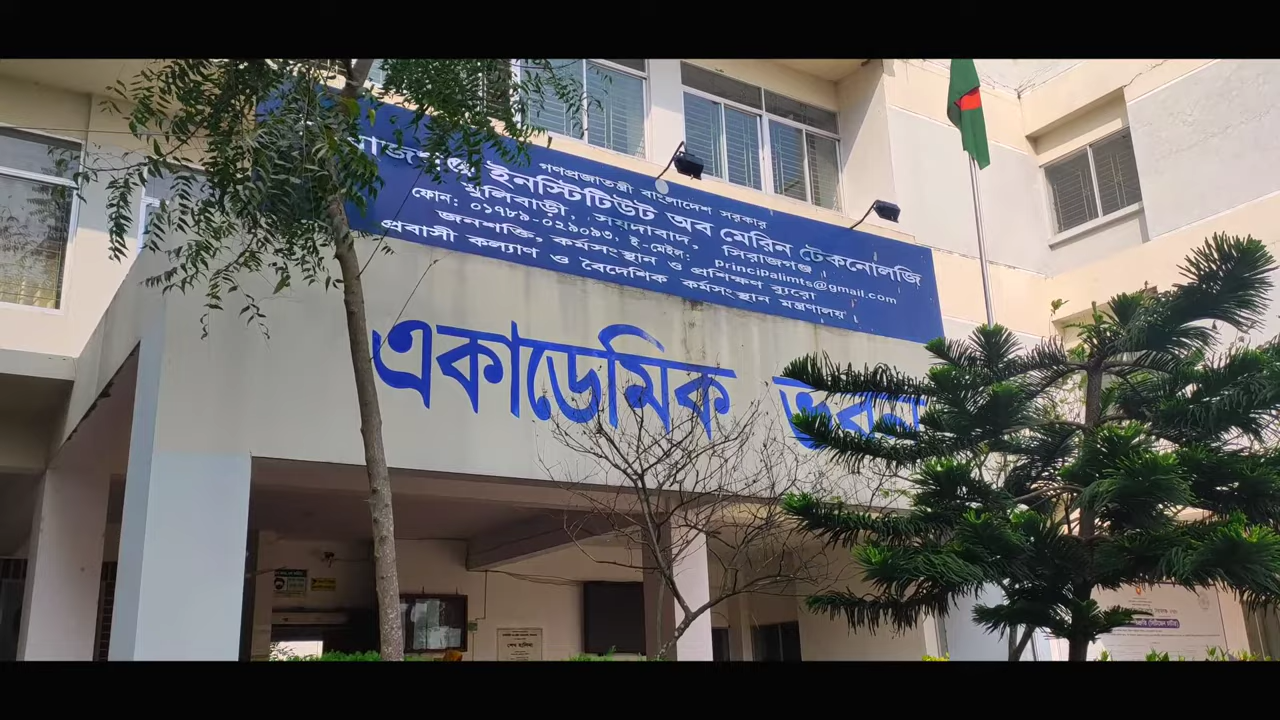 গণপ্রজাতন্ত্রী বাংলাদেশ সরকার
ইনস্টিটিউট অব মেরিন টেকনোলজি
মুলিবাড়ী, সয়দাবাদ, সিরাজগঞ্জ।
ফোন: ০১৭৮৯-০২৯০৯৩, ই-মেইল: principalimts@gmail.com
জনশক্তি, কর্মসংস্থান ও প্রশিক্ষণ ব্যুরো
প্রবাসী কল্যাণ ও বৈদেশিক কর্মসংস্থান মন্ত্রণালয়
একাডেমিক ভবন